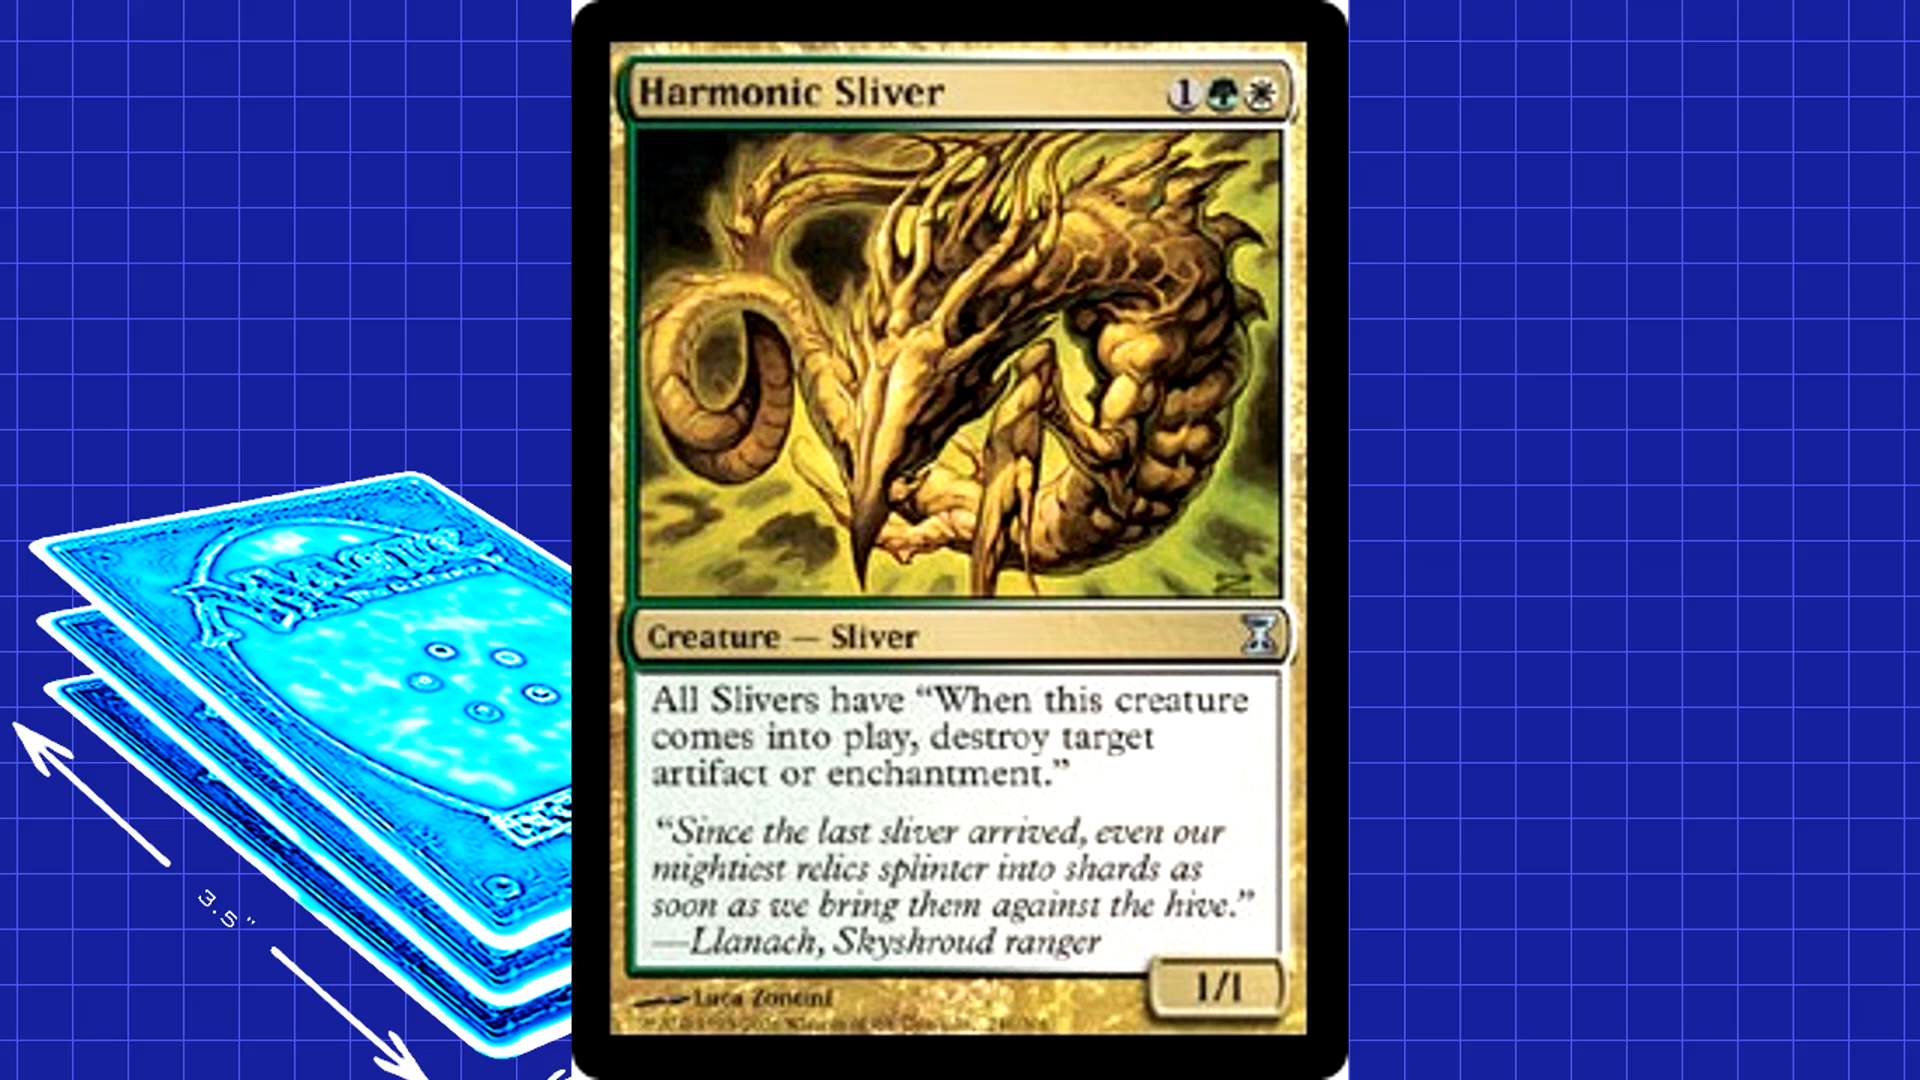 Harmonic Sliver 1
Creature — Sliver
All Slivers have “When this creature
comes into play, destroy target
artifact or enchantment.”
“Since the last sliver arrived, even our
mightiest relics splinter into shards as
soon as we bring them against the hive.”
—Llanach, Skyshroud ranger
1/1
Luca Zontini
3.5"